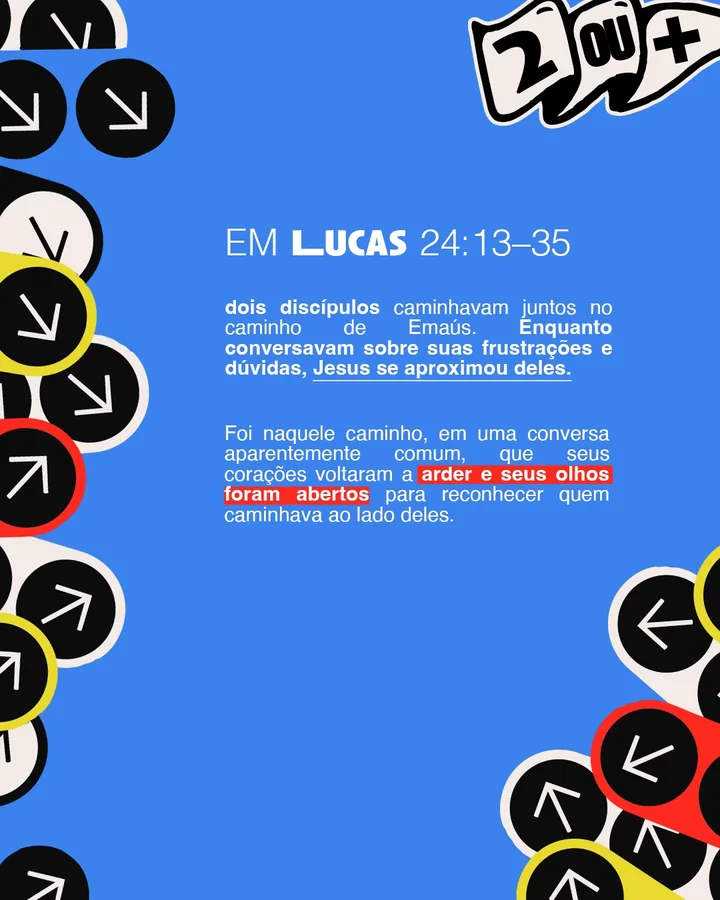 2 OU +
EM LUCAS 24:13–35
dois discípulos caminhavam juntos no
caminho de Emaús. Enquanto
conversavam sobre suas frustrações e
dúvidas, Jesus se aproximou deles.
Foi naquele caminho, em uma conversa
aparentemente comum, que seus
corações voltaram a arder e seus olhos
foram abertos para reconhecer quem
caminhava ao lado deles.